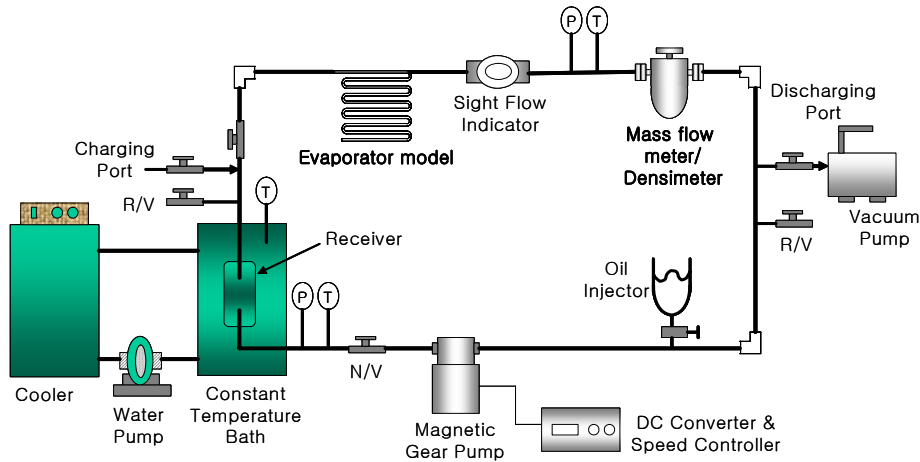 P T
Sight Flow
Indicator
Evaporator model
Mass flow
meter/
Densimeter
Discharging
Port
Vacuum
Pump
R/V
Charging
Port
R/V
T
Receiver
P T
Oil
Injector
N/V
Cooler
Water
Pump
Constant
Temperature
Bath
Magnetic
Gear Pump
DC Converter &
Speed Controller